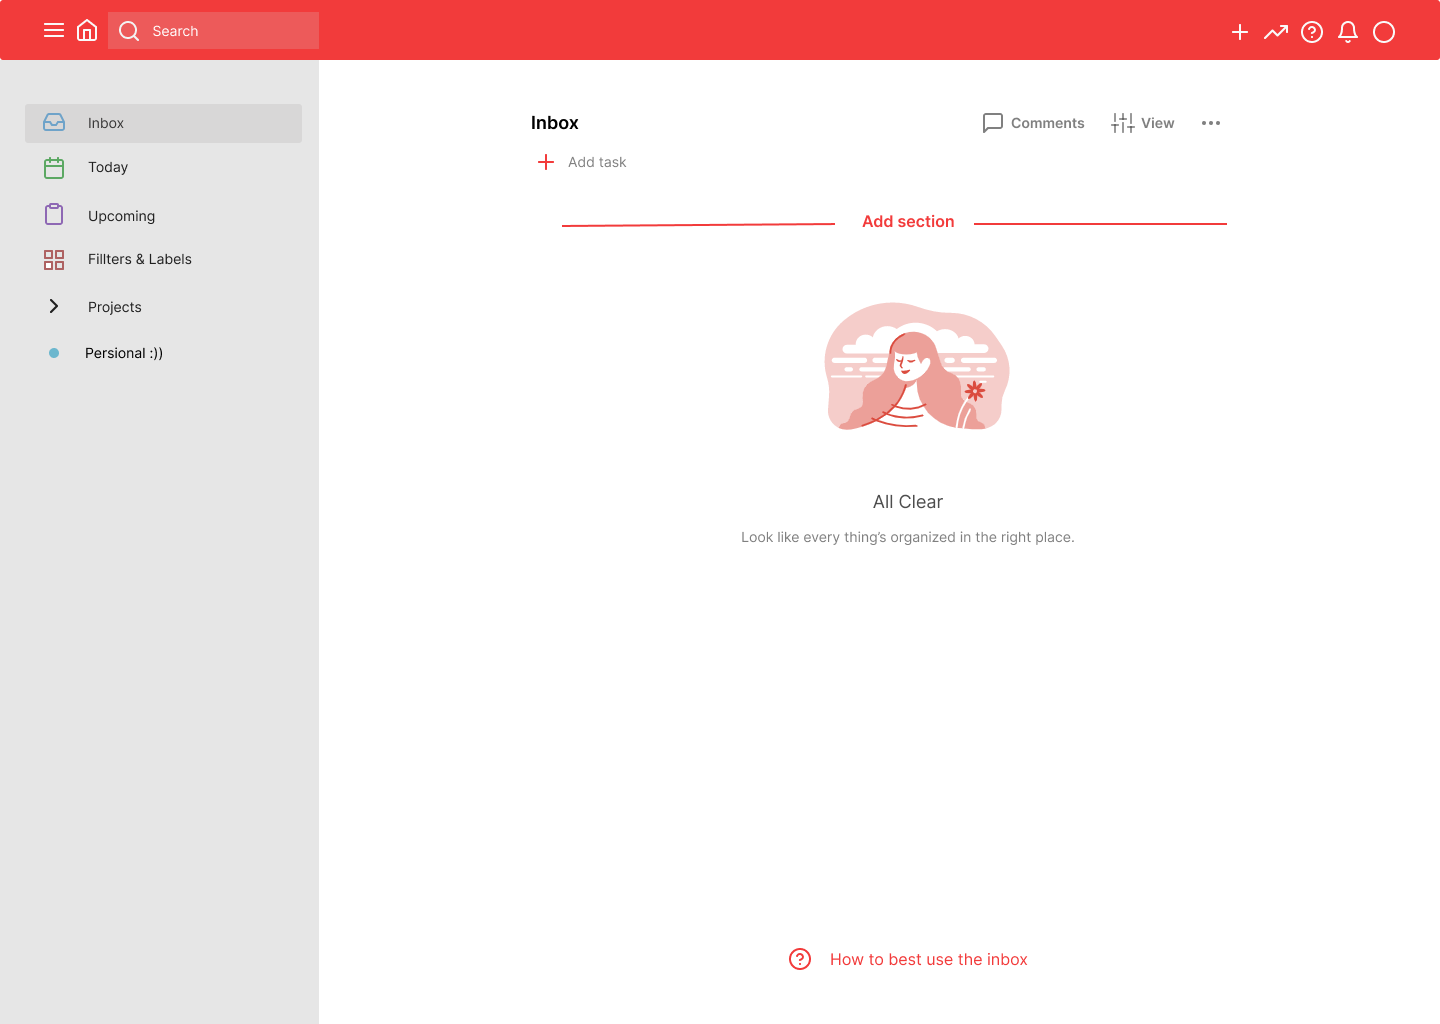 Search
Inbox
Today
Upcoming
Fillters & Labels
Projects
Persional :))
Inbox
Comments
View
Add task
Add section
All Clear
Look like every thing’s organized in the right place.
How to best use the inbox